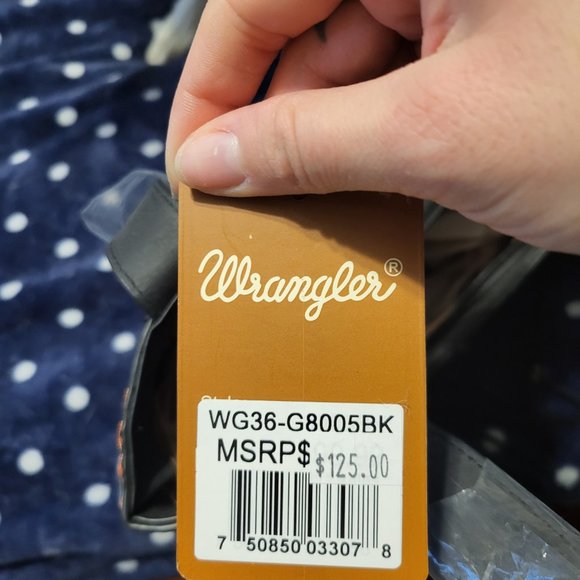 Wrangler®
WG36-G8005BK
MSRP$ $125.00
7 50850 03307 8